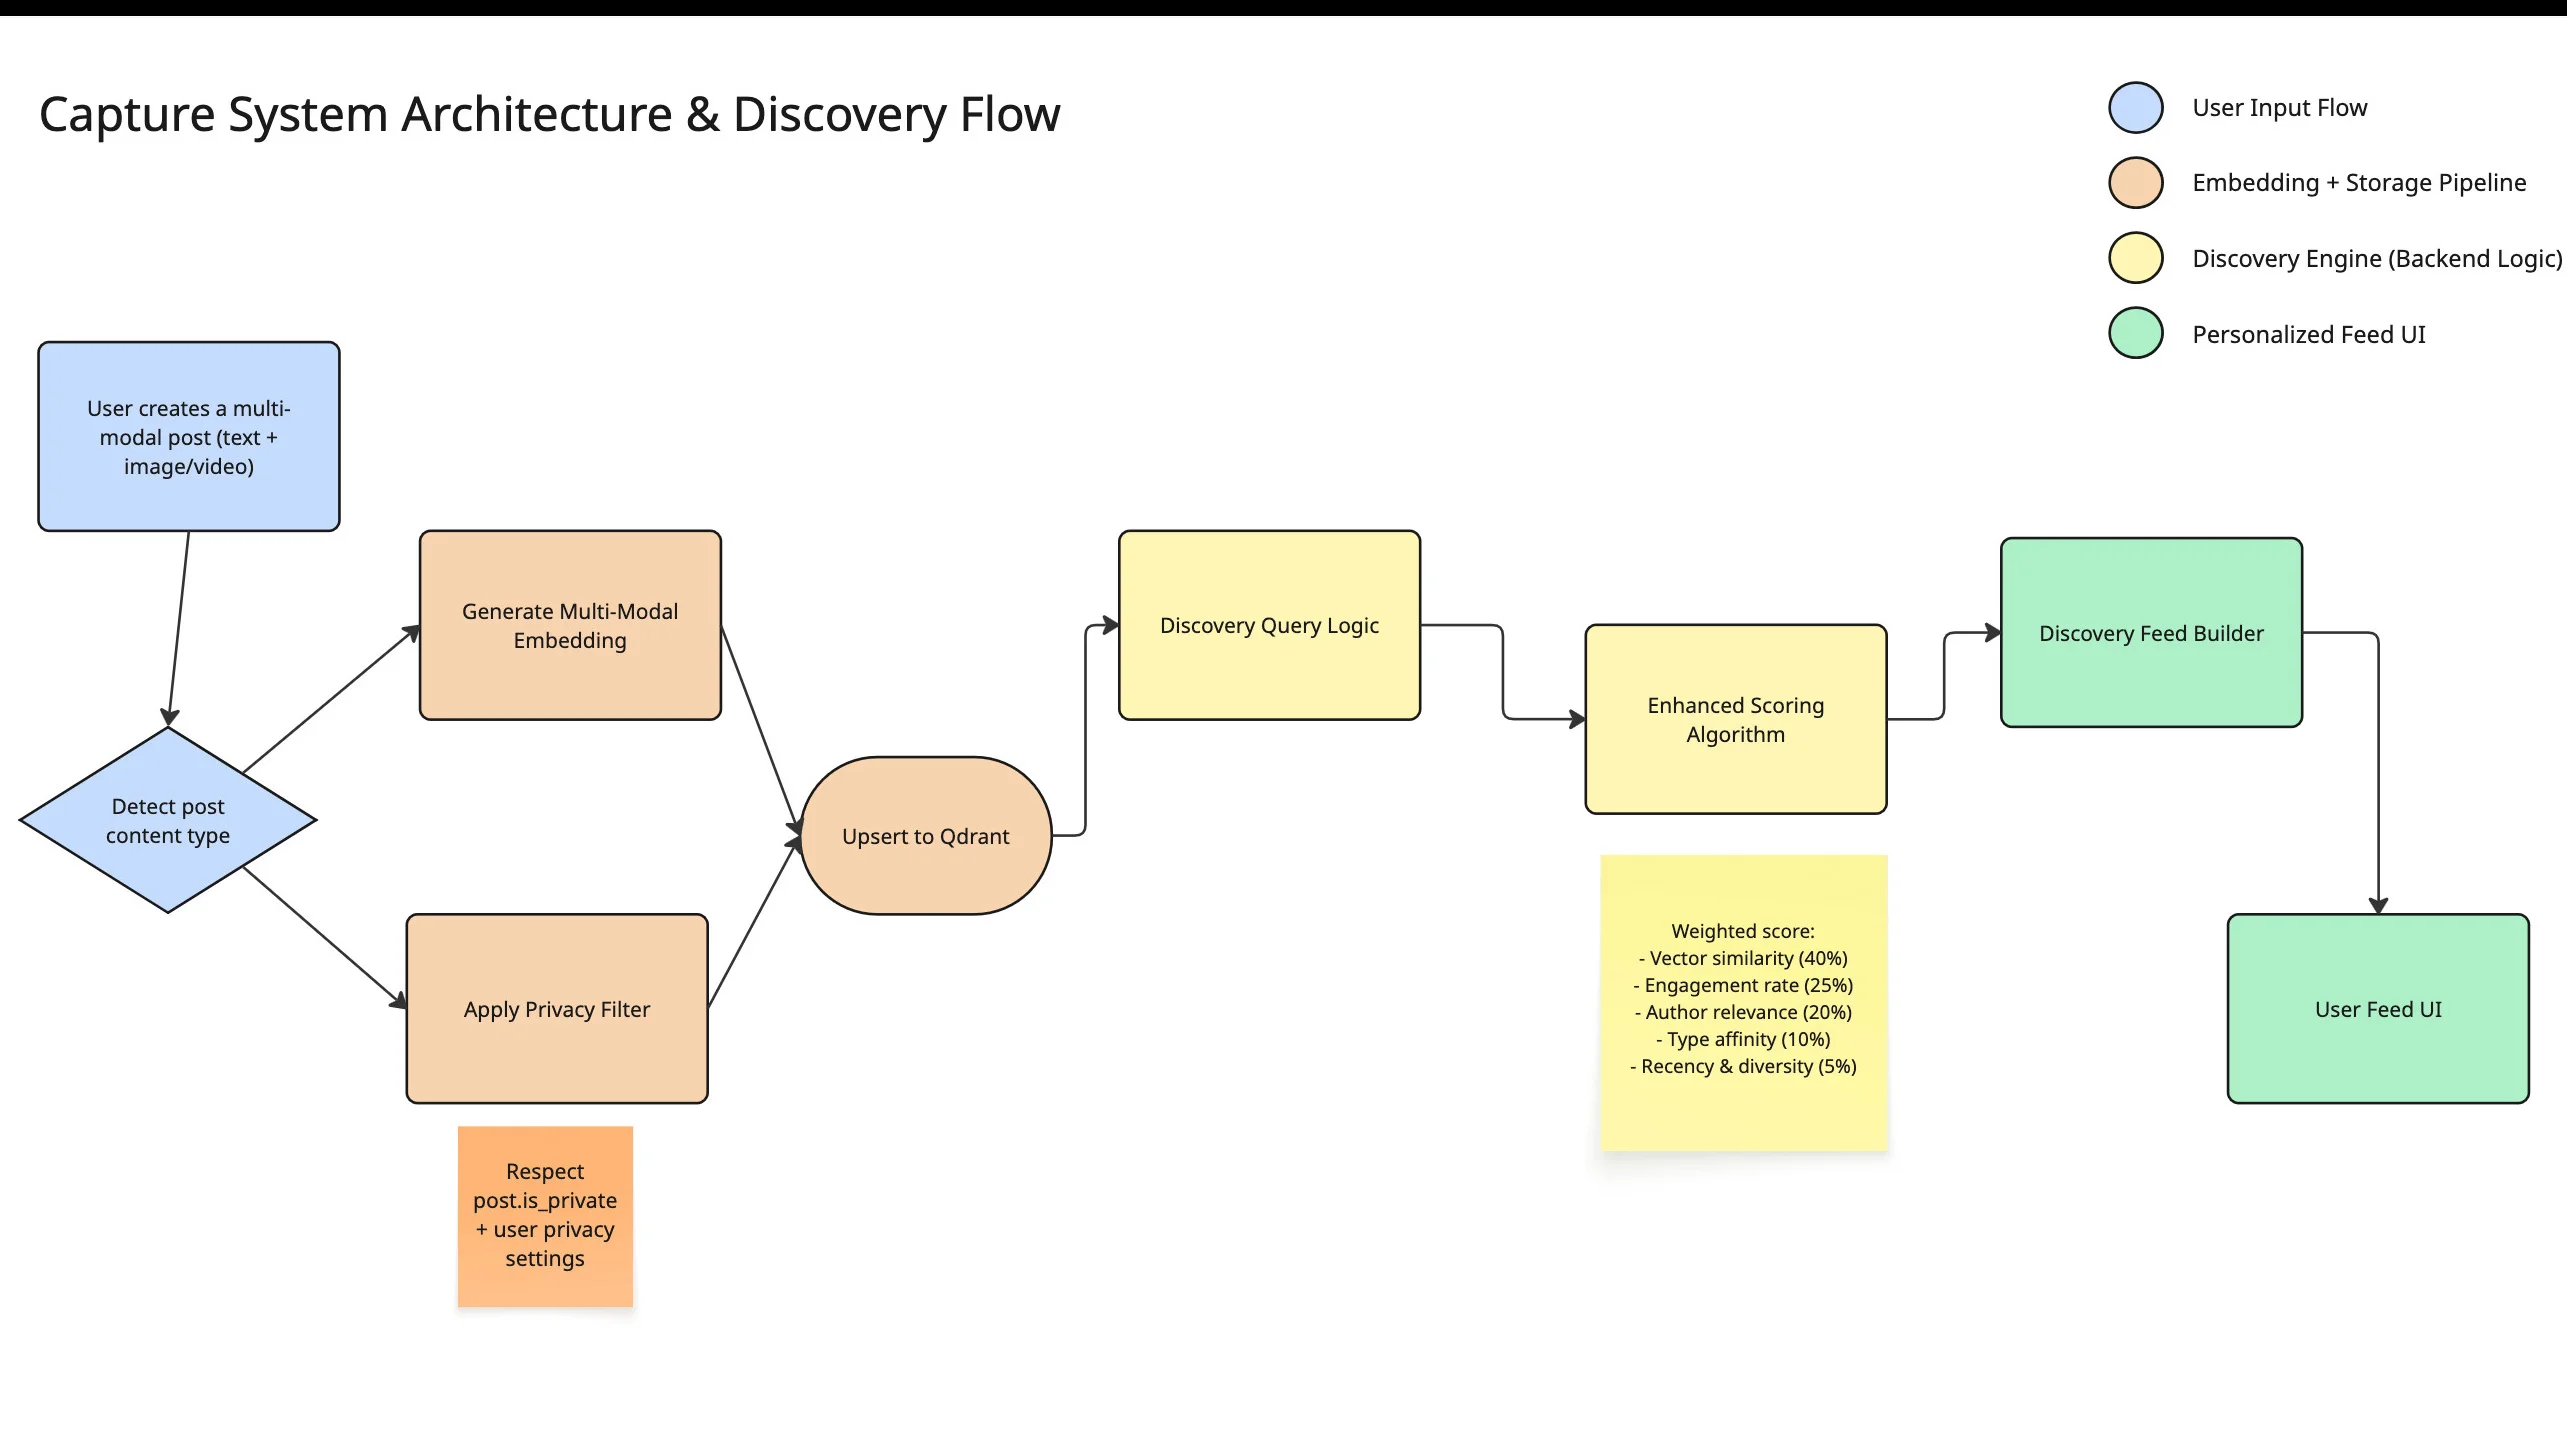 Capture System Architecture & Discovery Flow
User Input Flow
Embedding + Storage Pipeline
Discovery Engine (Backend Logic)
Personalized Feed UI
User creates a multi-
modal post (text +
image/video)
Detect post
content type
Generate Multi-Modal
Embedding
Apply Privacy Filter
Respect
post.is_private
+ user privacy
settings
Upsert to Qdrant
Discovery Query Logic
Enhanced Scoring
Algorithm
Weighted score:
- Vector similarity (40%)
- Engagement rate (25%)
- Author relevance (20%)
- Type affinity (10%)
- Recency & diversity (5%)
Discovery Feed Builder
User Feed UI